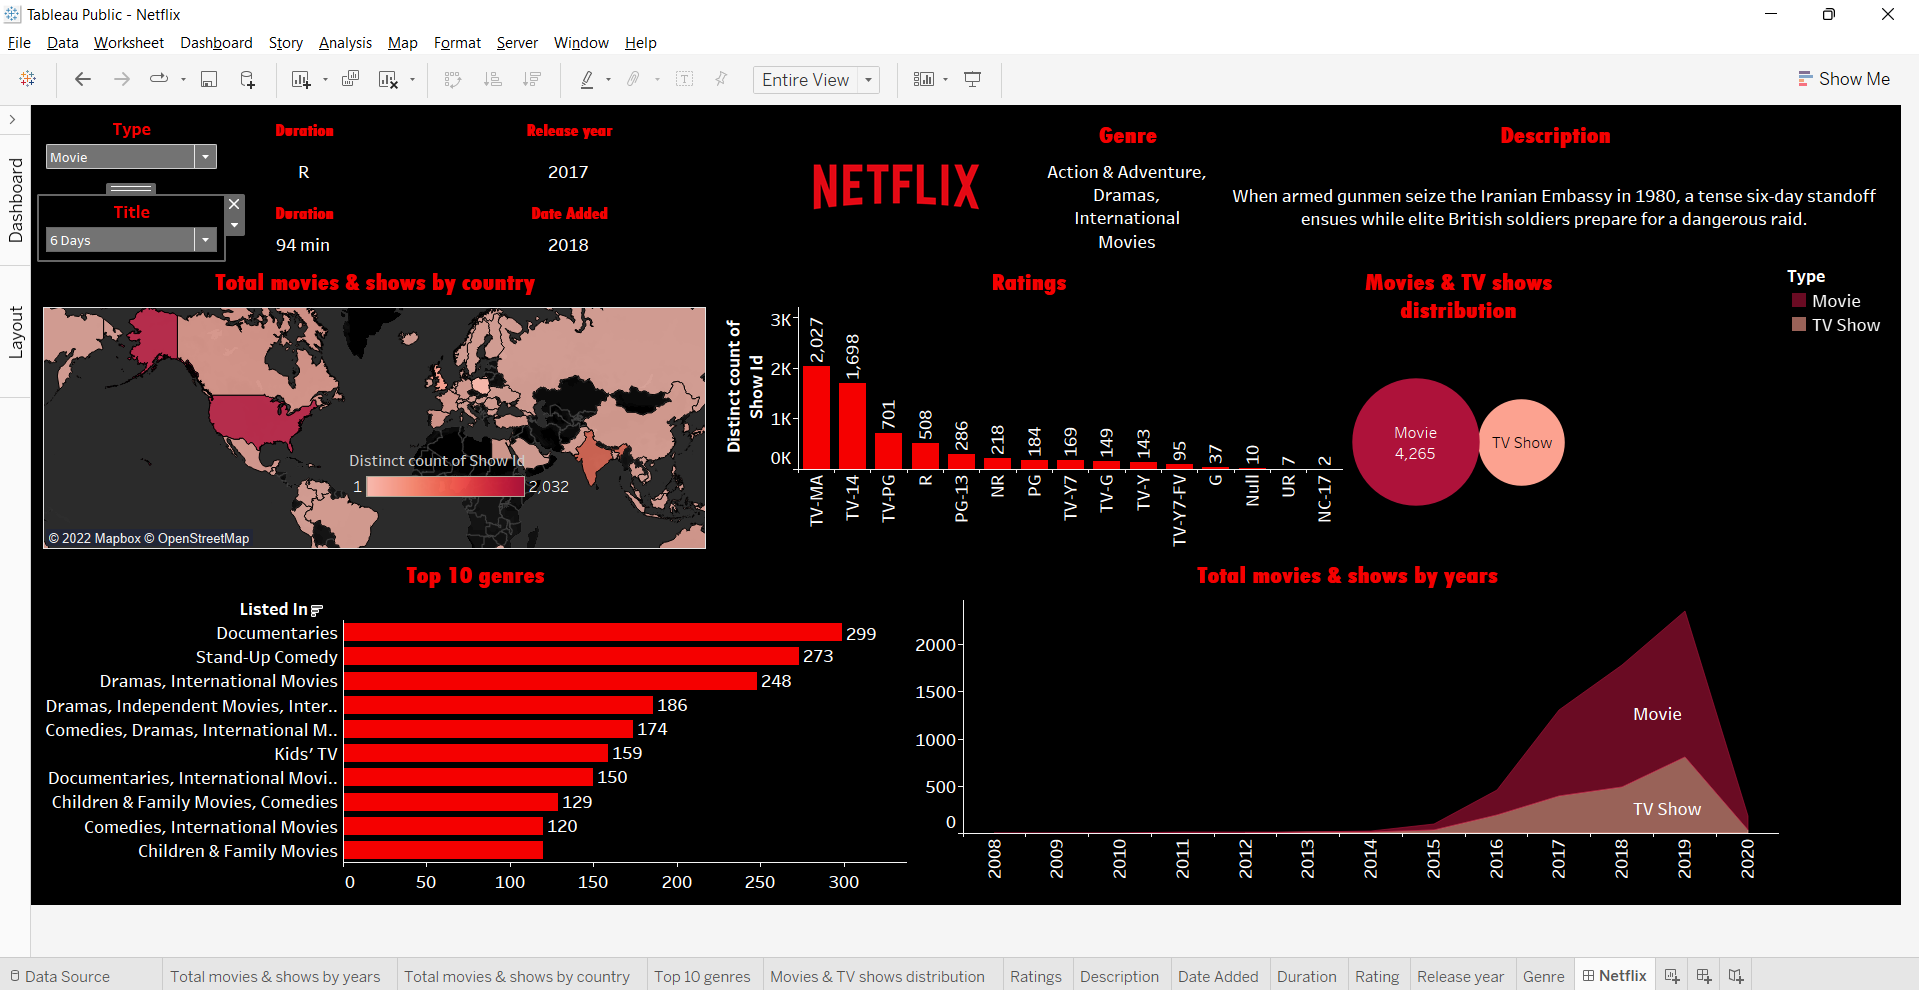 Tableau Public - Netflix
File Data Worksheet Dashboard Story Analysis Map Format Server Window Help
Entire View
Show Me
Dashboard
Layout
Type
Movie
Title
6 Days
Duration
R
Duration
94 min
Release year
2017
Date Added
2018
NETFLIX
Genre
Action & Adventure,
Dramas,
International
Movies
Description
When armed gunmen seize the Iranian Embassy in 1980, a tense six-day standoff
ensues while elite British soldiers prepare for a dangerous raid.
Total movies & shows by country
Distinct count of Show Id
1 2,032
© 2022 Mapbox © OpenStreetMap
Ratings
Distinct count of
Show Id
3K
2K
1K
0K
2,027 1,698 701 508 286 218 184 169 149 143 95 37 10 7 2
TV-MA TV-14 TV-PG R PG-13 NR PG TV-Y7 TV-G TV-Y TV-Y7-FV G Null UR NC-17
Movies & TV shows
distribution
Movie
4,265
TV Show
Type
Movie
TV Show
Top 10 genres
Listed In
Documentaries 299
Stand-Up Comedy 273
Dramas, International Movies 248
Dramas, Independent Movies, Inter.. 186
Comedies, Dramas, International M.. 174
Kids' TV 159
Documentaries, International Movi.. 150
Children & Family Movies, Comedies 129
Comedies, International Movies 120
Children & Family Movies
0 50 100 150 200 250 300
Total movies & shows by years
2000
1500
1000
500
0
Movie
TV Show
2008 2009 2010 2011 2012 2013 2014 2015 2016 2017 2018 2019 2020
Data Source Total movies & shows by years Total movies & shows by country Top 10 genres Movies & TV shows distribution Ratings Description Date Added Duration Rating Release year Genre Netflix